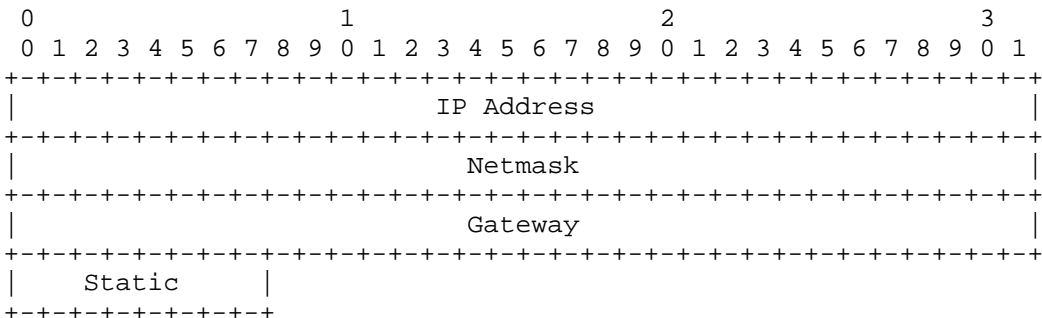 0                   1                   2                   3
 0 1 2 3 4 5 6 7 8 9 0 1 2 3 4 5 6 7 8 9 0 1 2 3 4 5 6 7 8 9 0 1
+-+-+-+-+-+-+-+-+-+-+-+-+-+-+-+-+-+-+-+-+-+-+-+-+-+-+-+-+-+-+-+-+
|                          IP Address                           |
+-+-+-+-+-+-+-+-+-+-+-+-+-+-+-+-+-+-+-+-+-+-+-+-+-+-+-+-+-+-+-+-+
|                            Netmask                            |
+-+-+-+-+-+-+-+-+-+-+-+-+-+-+-+-+-+-+-+-+-+-+-+-+-+-+-+-+-+-+-+-+
|                            Gateway                            |
+-+-+-+-+-+-+-+-+-+-+-+-+-+-+-+-+-+-+-+-+-+-+-+-+-+-+-+-+-+-+-+-+
|    Static     |
+-+-+-+-+-+-+-+-+